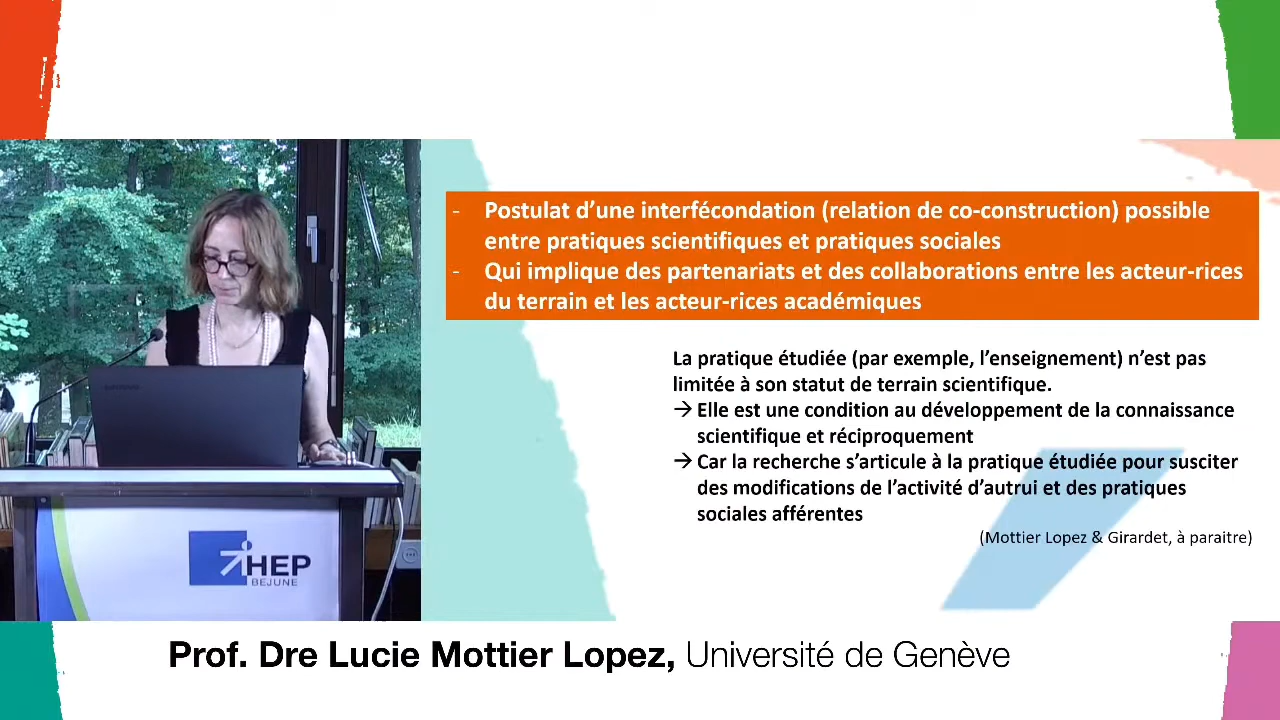 - Postulat d’une interfécondation (relation de co-construction) possible
entre pratiques scientifiques et pratiques sociales
- Qui implique des partenariats et des collaborations entre les acteur-rices
du terrain et les acteur-rices académiques
La pratique étudiée (par exemple, l’enseignement) n’est pas
limitée à son statut de terrain scientifique.
→ Elle est une condition au développement de la connaissance
scientifique et réciproquement
→ Car la recherche s’articule à la pratique étudiée pour susciter
des modifications de l’activité d’autrui et des pratiques
sociales afférentes
(Mottier Lopez & Girardet, à paraitre)
HEP
BEJUNE
Prof. Dre Lucie Mottier Lopez, Université de Genève